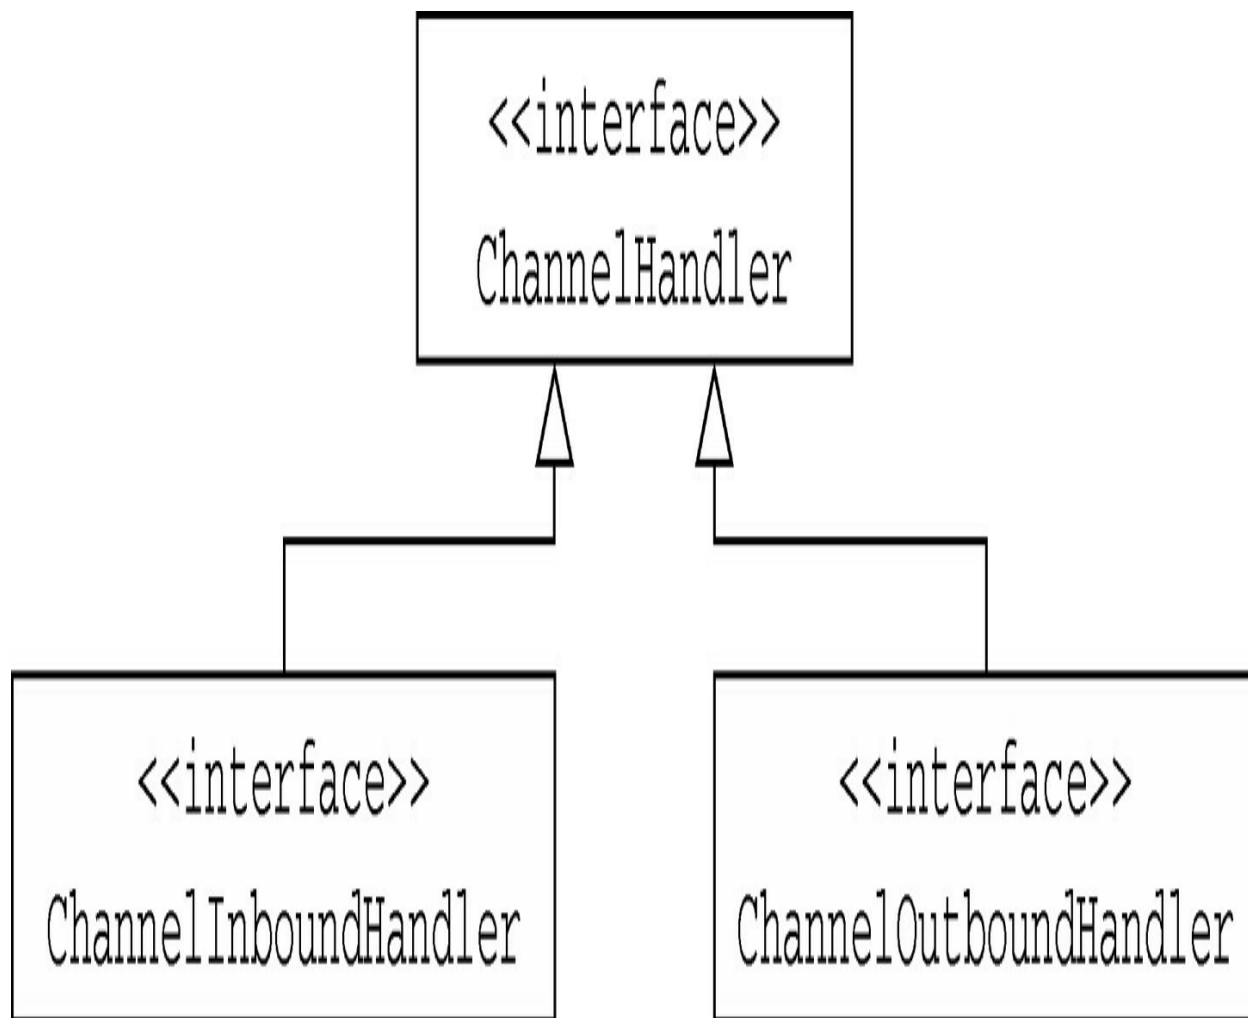 <<interface>>
ChannelHandler
<<interface>>
ChannelInboundHandler
<<interface>>
ChannelOutboundHandler